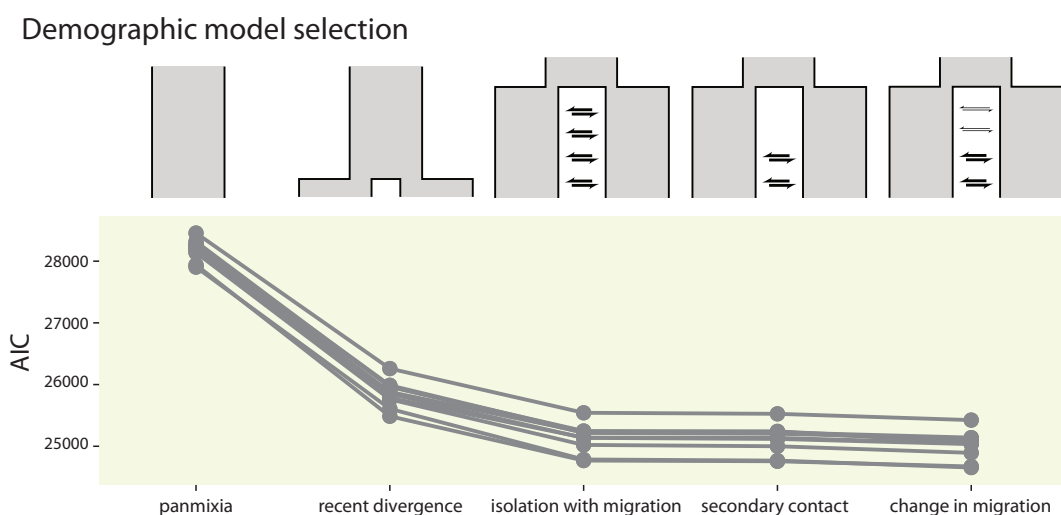 Demographic model selection
28000
27000
26000
25000
AIC
panmixia recent divergence isolation with migration secondary contact change in migration